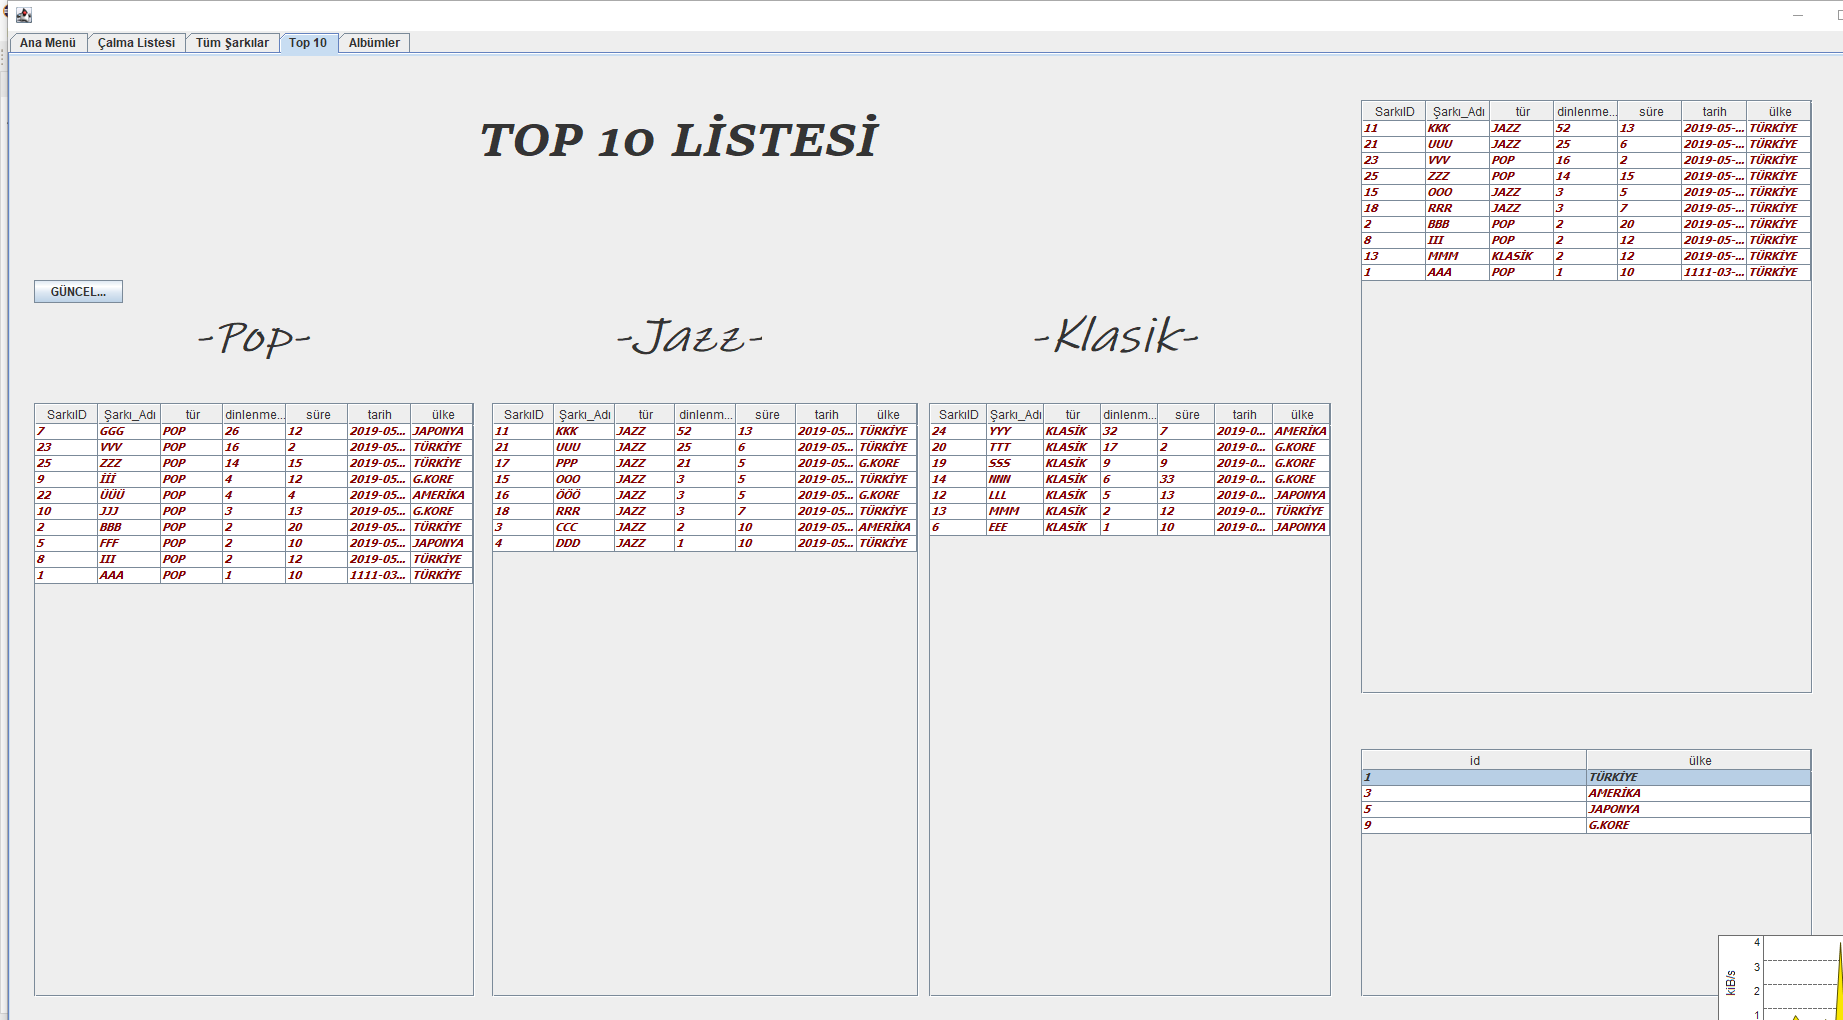 Ana Menü Çalma Listesi Tüm Şarkılar Top 10 Albümler
TOP 10 LİSTESİ
GÜNCEL...
-Pop-
SarkıID Şarkı_Adı tür dinlenme... süre tarih ülke
7 GGG POP 26 12 2019-05... JAPONYA
23 VVV POP 16 2 2019-05... TÜRKİYE
25 ZZZ POP 14 15 2019-05... TÜRKİYE
9 İİİ POP 4 12 2019-05... G.KORE
22 ÜÜÜ POP 4 4 2019-05... AMERİKA
10 JJJ POP 3 13 2019-05... G.KORE
2 BBB POP 2 20 2019-05... TÜRKİYE
5 FFF POP 2 10 2019-05... JAPONYA
8 III POP 2 12 2019-05... TÜRKİYE
1 AAA POP 1 10 1111-03... TÜRKİYE
-Jazz-
SarkıID Şarkı_Adı tür dinlenm... süre tarih ülke
11 KKK JAZZ 52 13 2019-05... TÜRKİYE
21 UUU JAZZ 25 6 2019-05... TÜRKİYE
17 PPP JAZZ 21 5 2019-05... G.KORE
15 OOO JAZZ 3 5 2019-05... TÜRKİYE
16 ÖÖÖ JAZZ 3 5 2019-05... G.KORE
18 RRR JAZZ 3 7 2019-05... TÜRKİYE
3 CCC JAZZ 2 10 2019-05... AMERİKA
4 DDD JAZZ 1 10 2019-05... TÜRKİYE
-Klasik-
SarkıID Şarkı_Adı tür dinlenm... süre tarih ülke
24 YYY KLASİK 32 7 2019-0... AMERİKA
20 TTT KLASİK 17 2 2019-0... G.KORE
19 SSS KLASİK 9 9 2019-0... G.KORE
14 NNN KLASİK 6 33 2019-0... G.KORE
12 LLL KLASİK 5 13 2019-0... JAPONYA
13 MMM KLASİK 2 12 2019-0... TÜRKİYE
6 EEE KLASİK 1 10 2019-0... JAPONYA
SarkıID Şarkı_Adı tür dinlenme... süre tarih ülke
11 KKK JAZZ 52 13 2019-05-... TÜRKİYE
21 UUU JAZZ 25 6 2019-05-... TÜRKİYE
23 VVV POP 16 2 2019-05-... TÜRKİYE
25 ZZZ POP 14 15 2019-05-... TÜRKİYE
15 OOO JAZZ 3 5 2019-05-... TÜRKİYE
18 RRR JAZZ 3 7 2019-05-... TÜRKİYE
2 BBB POP 2 20 2019-05-... TÜRKİYE
8 III POP 2 12 2019-05-... TÜRKİYE
13 MMM KLASİK 2 12 2019-05-... TÜRKİYE
1 AAA POP 1 10 1111-03-... TÜRKİYE
id ülke
1 TÜRKİYE
3 AMERİKA
5 JAPONYA
9 G.KORE
kiB/s
4
3
2
1